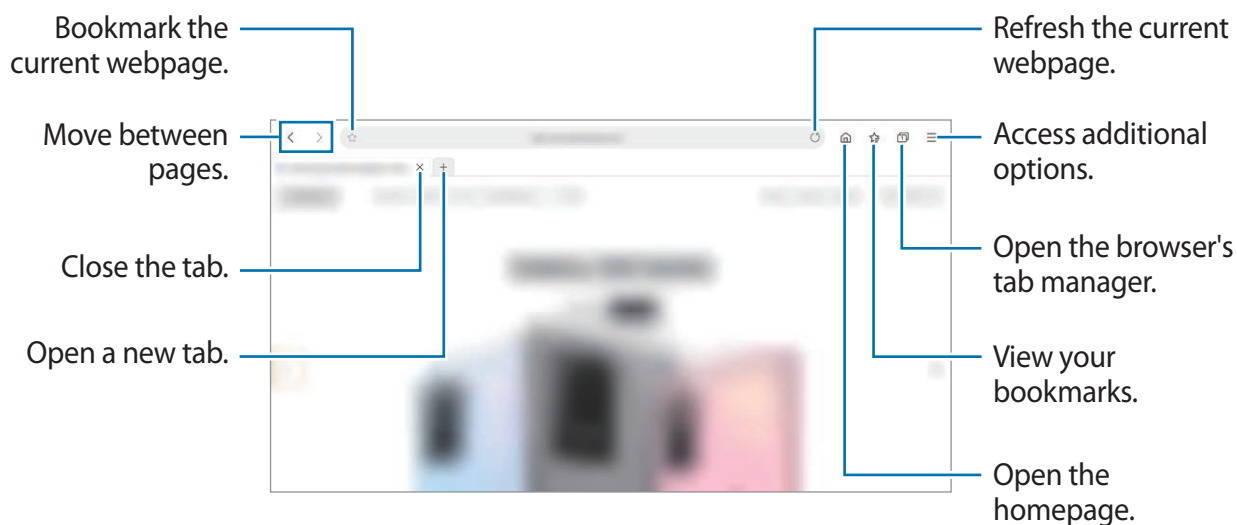 Bookmark the
current webpage.
Move between
pages.
Close the tab.
Open a new tab.
Refresh the current
webpage.
Access additional
options.
Open the browser's
tab manager.
View your
bookmarks.
Open the
homepage.